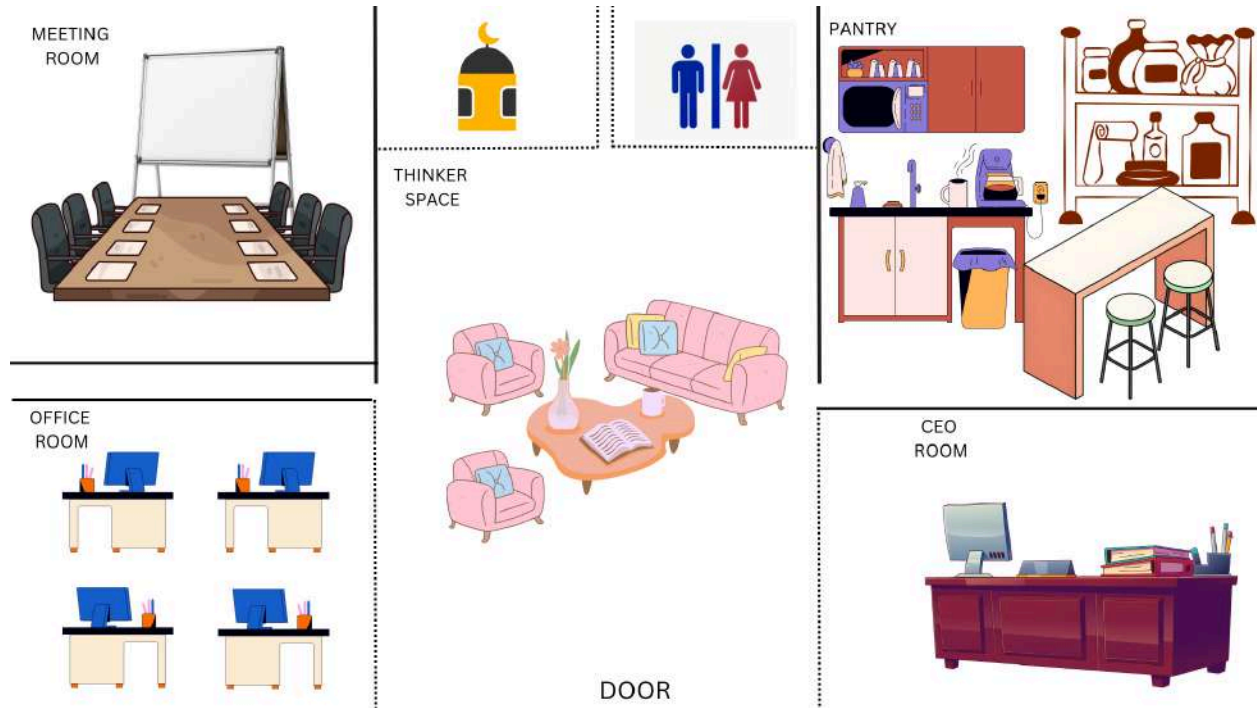 MEETING
ROOM
PANTRY
THINKER
SPACE
OFFICE
ROOM
CEO
ROOM
DOOR